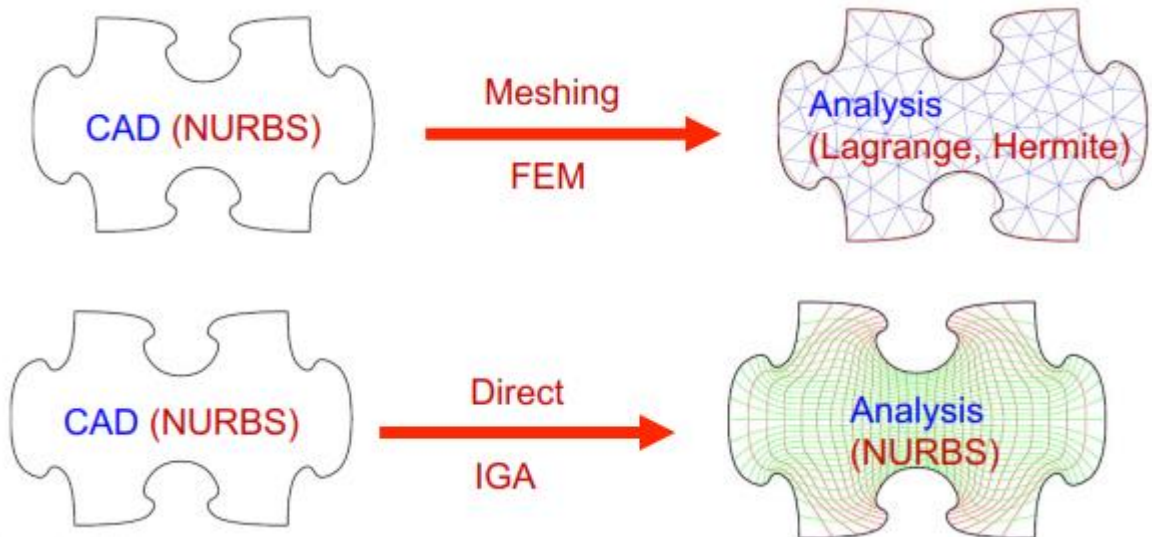 CAD (NURBS)
Meshing
FEM
Analysis
(Lagrange, Hermite)
CAD (NURBS)
Direct
IGA
Analysis
(NURBS)